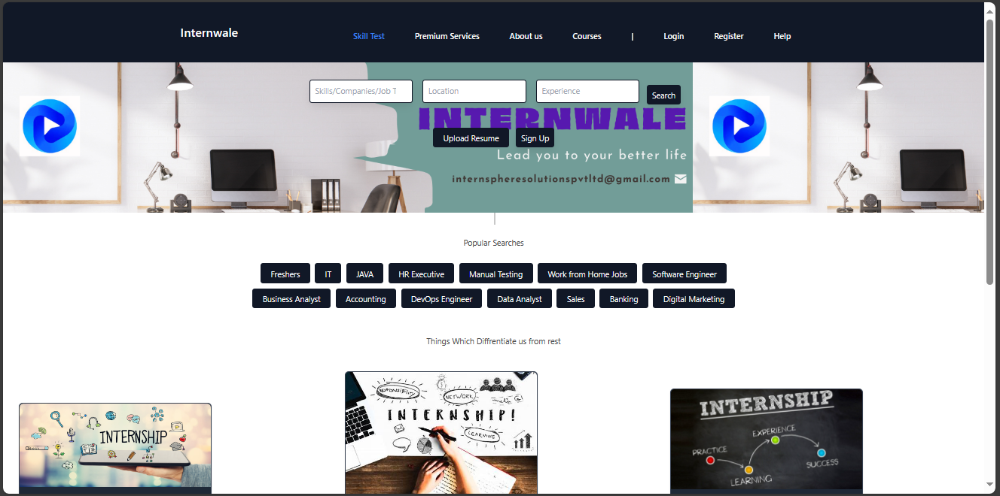 Internwale
Skill Test
Premium Services
About us
Courses
|
Login
Register
Help
Skills/Companies/Job T
Location
Experience
Search
INTERNWALE
Upload Resume
Sign Up
Lead you to your better life
internspheresolutionspvtltd@gmail.com
Popular Searches
Freshers
IT
JAVA
HR Executive
Manual Testing
Work from Home Jobs
Software Engineer
Business Analyst
Accounting
DevOps Engineer
Data Analyst
Sales
Banking
Digital Marketing
Things Which Diffrentiate us from rest
INTERNSHIP
RESPONSIBILITY
NETWORK
INTERNSHIP!
LEARNING
INTERNSHIP
EXPERIENCE
PRACTICE
SUCCESS
LEARNING